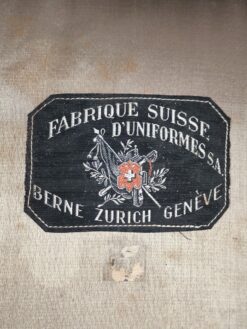 FABRIQUE SUISSE
D'UNIFORMES S.A.
BERNE ZURICH GENÈVE